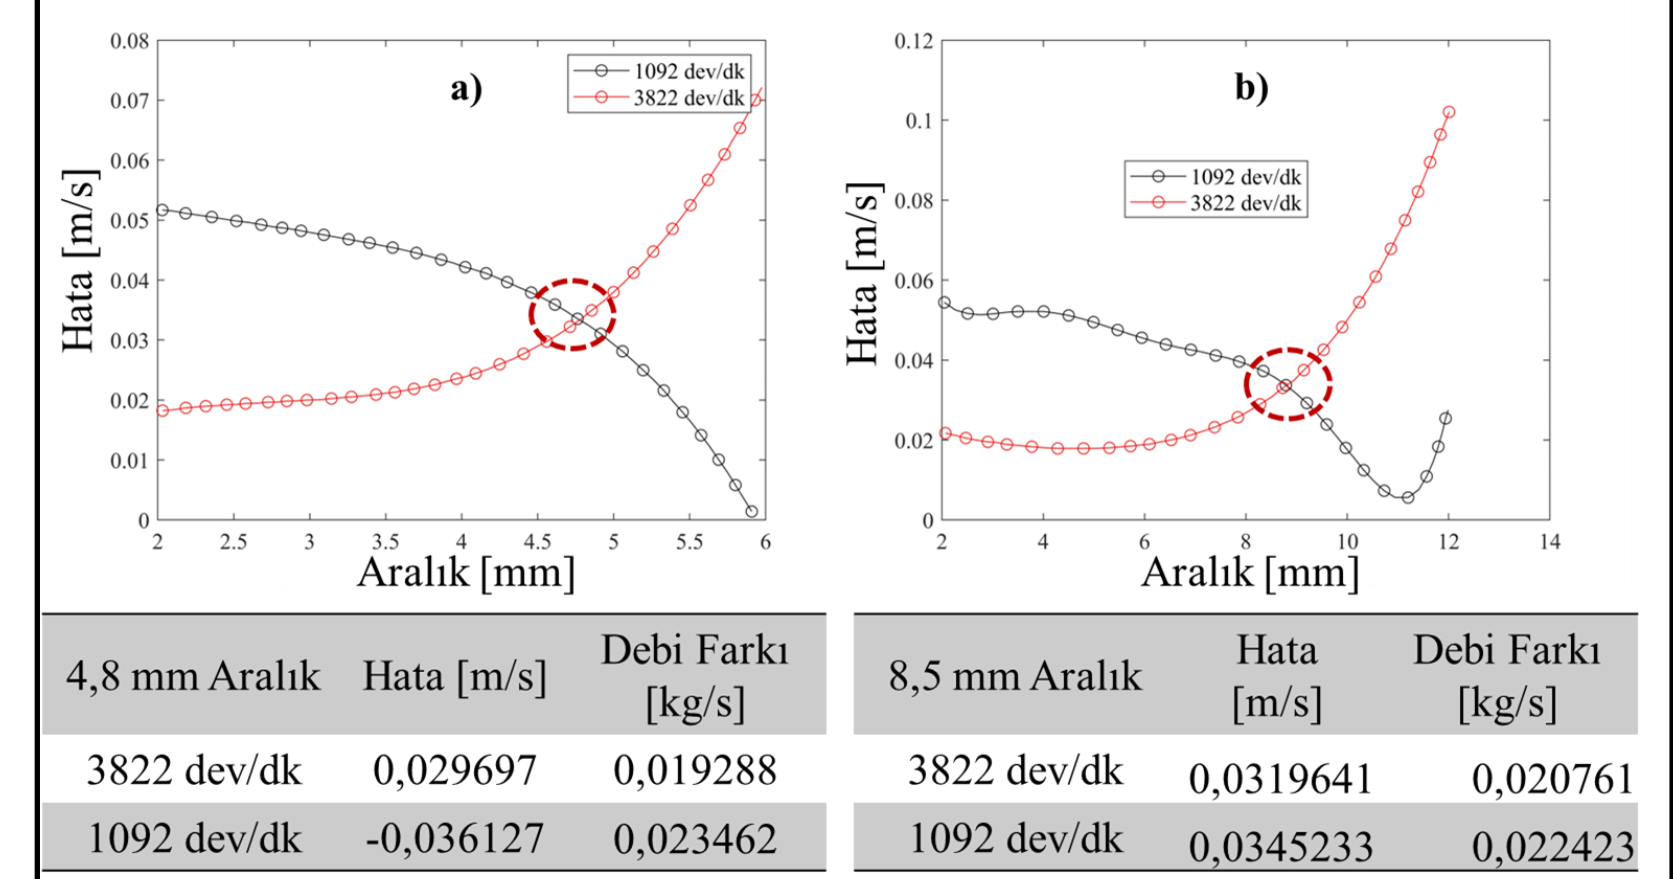 a)
1092 dev/dk
3822 dev/dk
0.08
0.07
0.06
0.05
0.04
0.03
0.02
0.01
0
Hata [m/s]
2 2.5 3 3.5 4 4.5 5 5.5 6
Aralık [mm]
b)
1092 dev/dk
3822 dev/dk
0.12
0.1
0.08
0.06
0.04
0.02
0
Hata [m/s]
2 4 6 8 10 12 14
Aralık [mm]
4,8 mm Aralık Hata [m/s] Debi Farkı
[kg/s]
3822 dev/dk 0,029697 0,019288
1092 dev/dk -0,036127 0,023462
8,5 mm Aralık Hata Debi Farkı
[m/s] [kg/s]
3822 dev/dk 0,0319641 0,020761
1092 dev/dk 0,0345233 0,022423